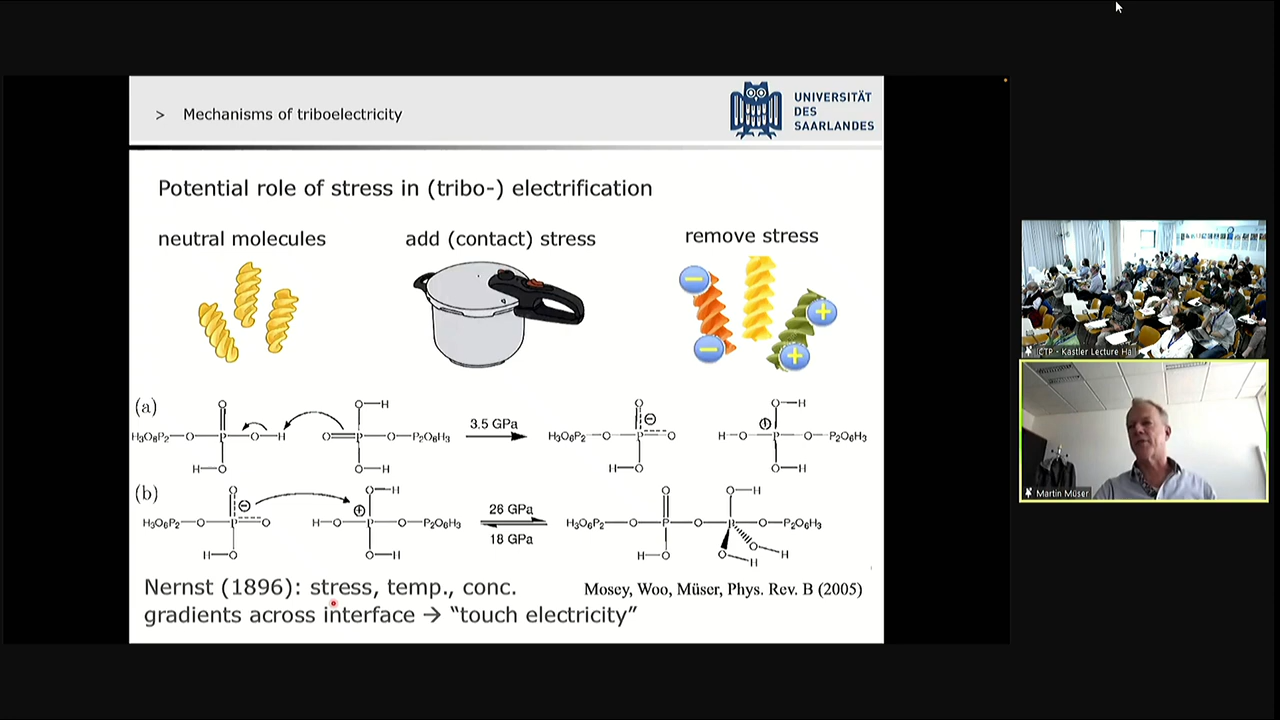 > Mechanisms of triboelectricity
UNIVERSITÄT
DES
SAARLANDES
Potential role of stress in (tribo-) electrification
neutral molecules
add (contact) stress
remove stress
(a)
H₃O₆P₂—O—P—O—H
O
H—O
O—H
O=P—O—P₂O₆H₃
O—H
3.5 GPa
H₃O₆P₂—O—P—O
O
⊖
H—O
O—H
⊕
H—O—P—O—P₂O₆H₃
O—H
(b)
O
⊖
H₃O₆P₂—O—P—O
H—O
O—H
⊕
H—O—P—O—P₂O₆H₃
O—H
26 GPa
18 GPa
O
O—H
H₃O₆P₂—O—P—O—P—O—P₂O₆H₃
H—O
O—H
O—H
Nernst (1896): stress, temp., conc.
gradients across interface → “touch electricity”
Mosey, Woo, Müser, Phys. Rev. B (2005)
ICTP - Kastler Lecture Hall
Martin Müser